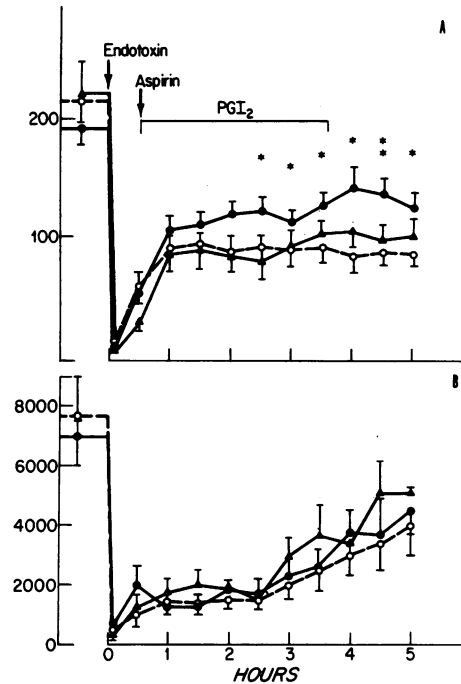 A
Endotoxin
Aspirin
PGI2
200
100
* * * * * *
*
B
8000
6000
4000
2000
0
0 1 2 3 4 5
HOURS